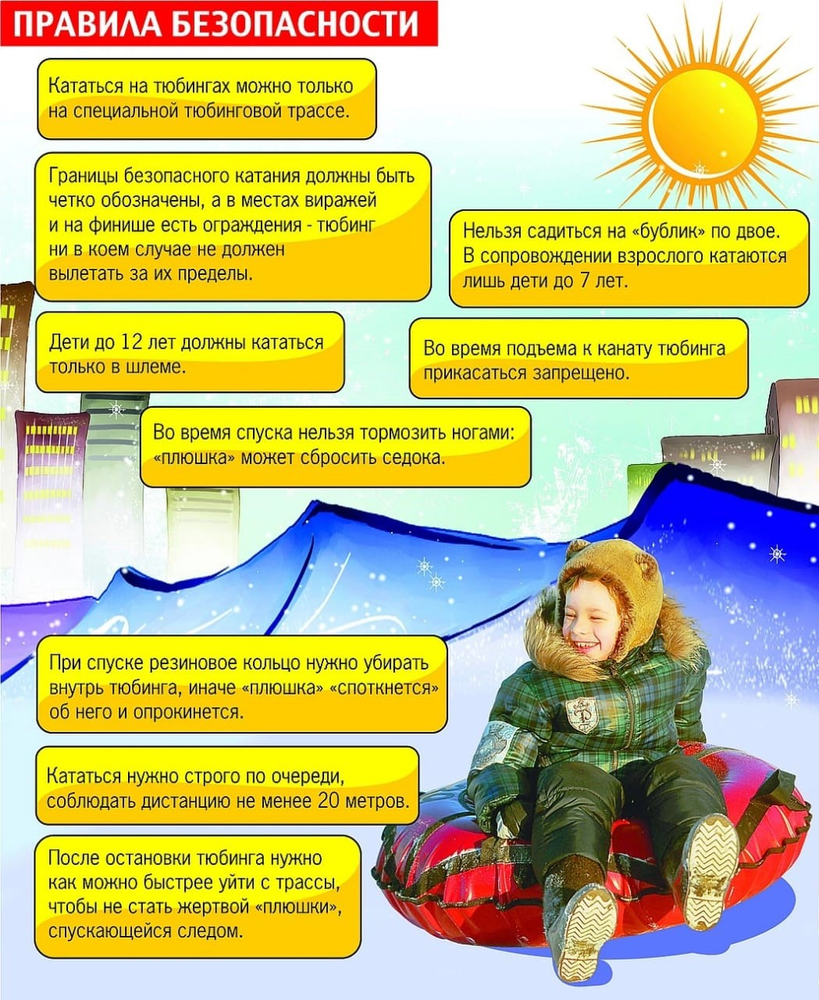 ПРАВИЛА БЕЗОПАСНОСТИ
Кататься на тюбингах можно только
на специальной тюбинговой трассе.
Границы безопасного катания должны быть
четко обозначены, а в местах виражей
и на финише есть ограждения - тюбинг
ни в коем случае не должен
вылетать за их пределы.
Нельзя садиться на «бублик» по двое.
В сопровождении взрослого катаются
лишь дети до 7 лет.
Дети до 12 лет должны кататься
только в шлеме.
Во время подъема к канату тюбинга
прикасаться запрещено.
Во время спуска нельзя тормозить ногами:
«плюшка» может сбросить седока.
При спуске резиновое кольцо нужно убирать
внутрь тюбинга, иначе «плюшка» «споткнется»
об него и опрокинется.
Кататься нужно строго по очереди,
соблюдать дистанцию не менее 20 метров.
После остановки тюбинга нужно
как можно быстрее уйти с трассы,
чтобы не стать жертвой «плюшки»,
спускающейся следом.